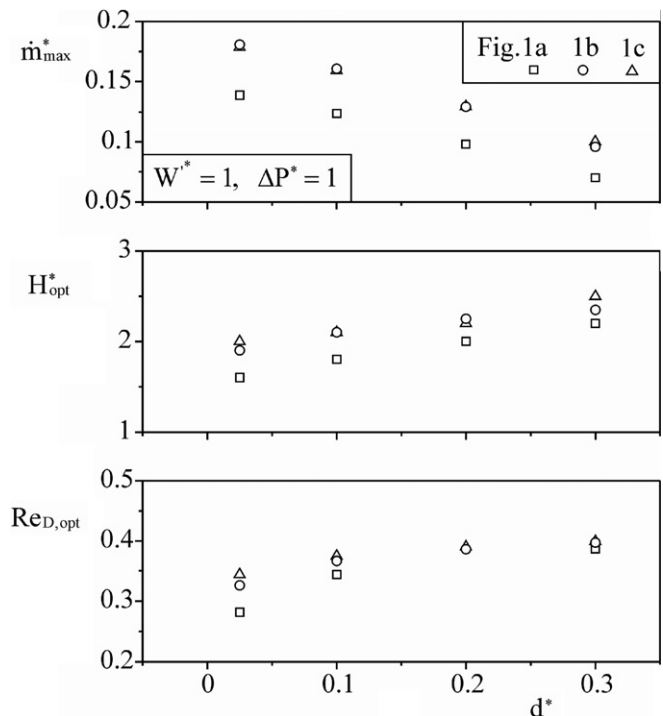 ṁ*max
0.2
0.15
0.1
0.05
Fig.1a □ 1b ○ 1c △
W'* = 1, ΔP* = 1
H*opt
3
2
1
ReD,opt
0.5
0.4
0.3
0.2
0 0.1 0.2 0.3
d*